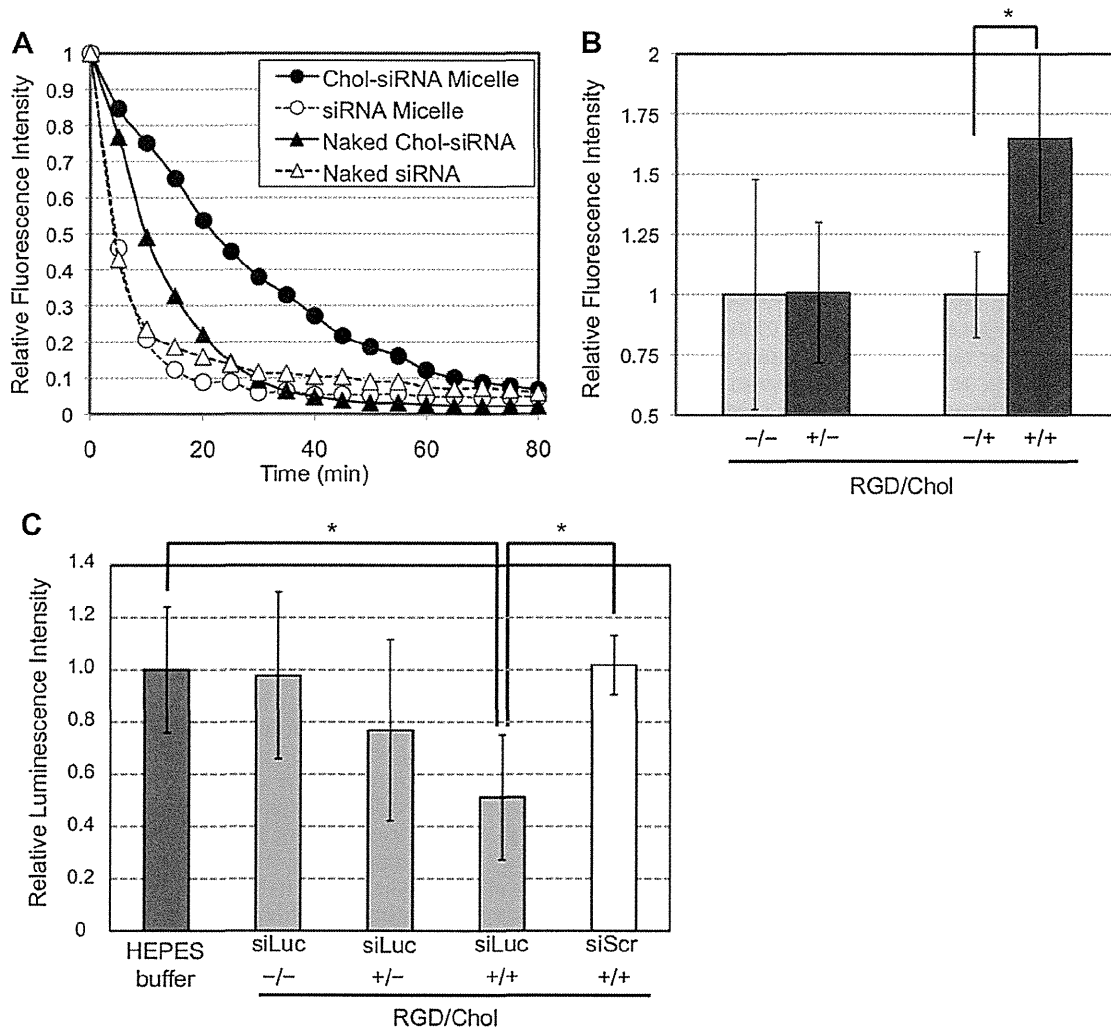 A
Relative Fluorescence Intensity
1
0.9
0.8
0.7
0.6
0.5
0.4
0.3
0.2
0.1
0
0 20 40 60 80
Time (min)
Chol-siRNA Micelle
siRNA Micelle
Naked Chol-siRNA
Naked siRNA
B
*
Relative Fluorescence Intensity
2
1.75
1.5
1.25
1
0.75
0.5
−/− +/− −/+ +/+
RGD/Chol
C
* *
Relative Luminescence Intensity
1.4
1.2
1.0
0.8
0.6
0.4
0.2
0
HEPES siLuc siLuc siLuc siScr
buffer −/− +/− +/+ +/+
RGD/Chol